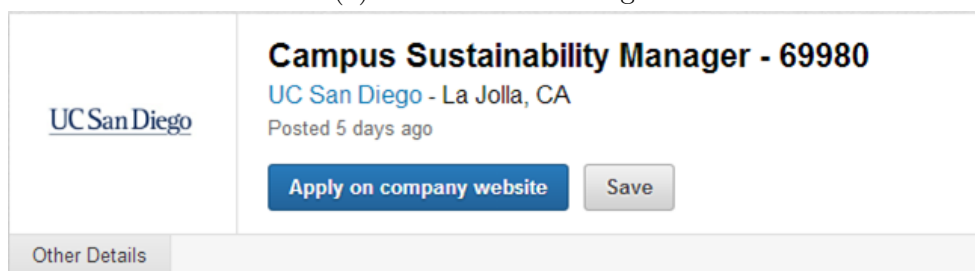 Campus Sustainability Manager - 69980
UC San Diego
UC San Diego - La Jolla, CA
Posted 5 days ago
Apply on company website
Save
Other Details